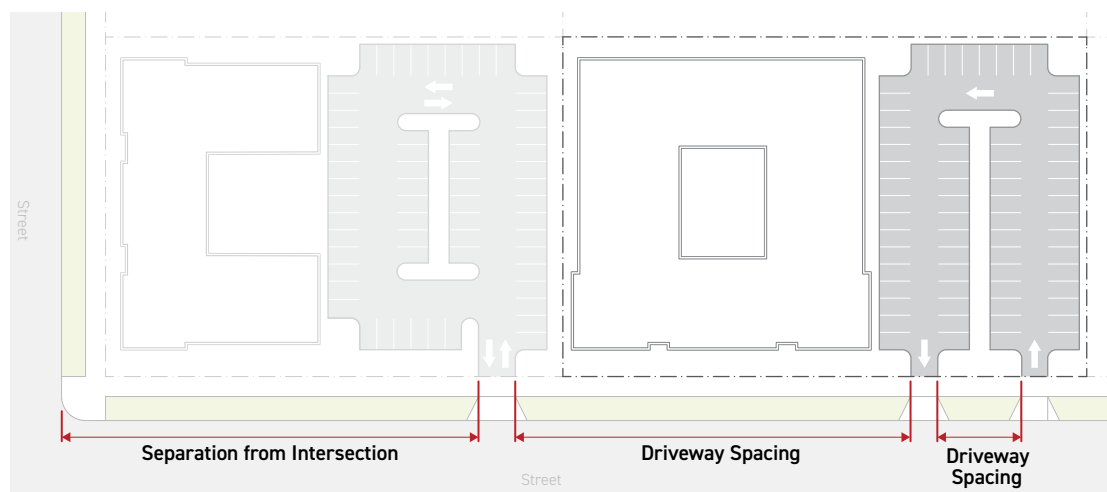 Street
Separation from Intersection
Driveway Spacing
Driveway
Spacing
Street